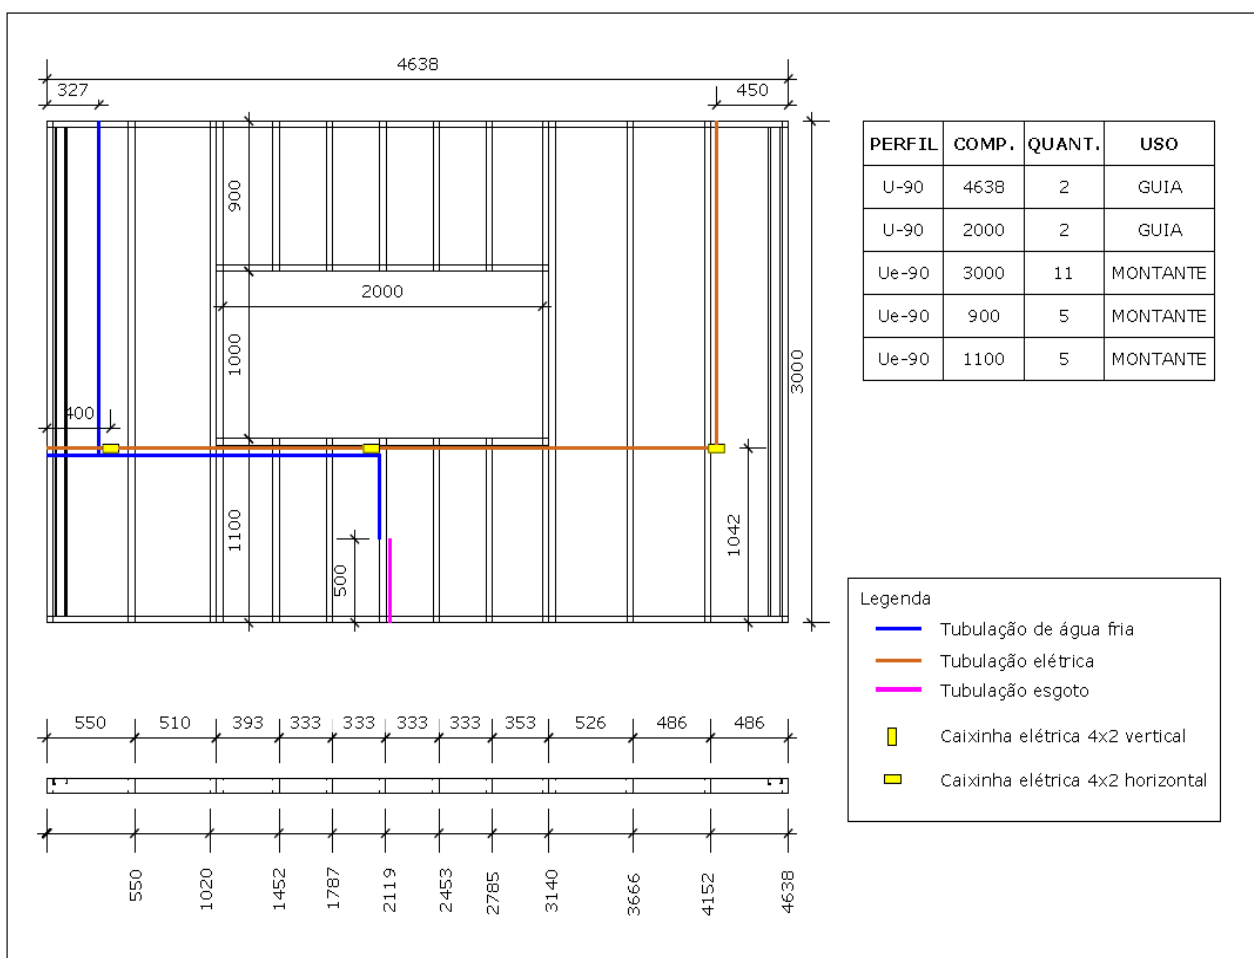 4638
327
450
900
2000
1000
3000
400
1100
500
1042
PERFIL COMP. QUANT. USO
U-90 4638 2 GUIA
U-90 2000 2 GUIA
Ue-90 3000 11 MONTANTE
Ue-90 900 5 MONTANTE
Ue-90 1100 5 MONTANTE
Legenda
Tubulação de água fria
Tubulação elétrica
Tubulação esgoto
Caixinha elétrica 4x2 vertical
Caixinha elétrica 4x2 horizontal
550 510 393 333 333 333 333 353 526 486 486
550 1020 1452 1787 2119 2453 2785 3140 3666 4152 4638